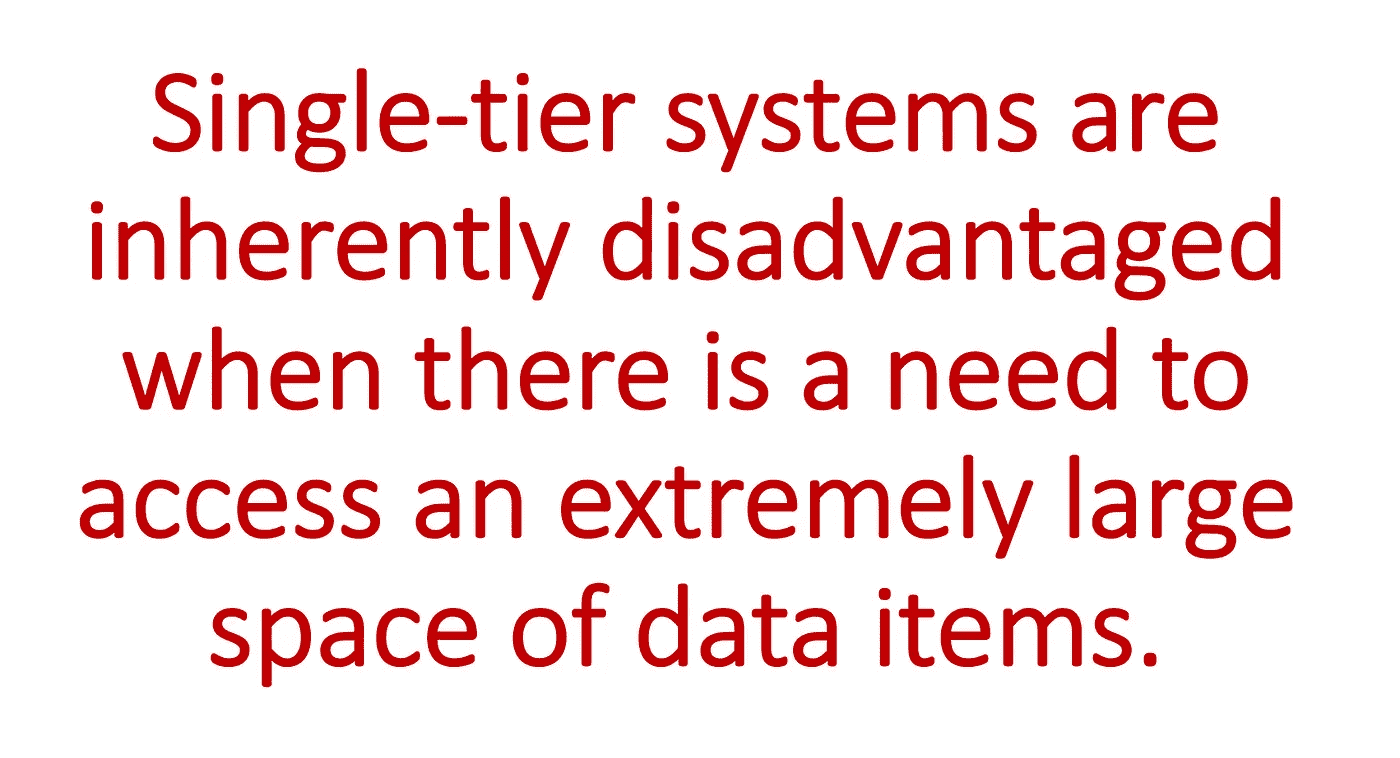 Single-tier systems are
inherently disadvantaged
when there is a need to
access an extremely large
space of data items.